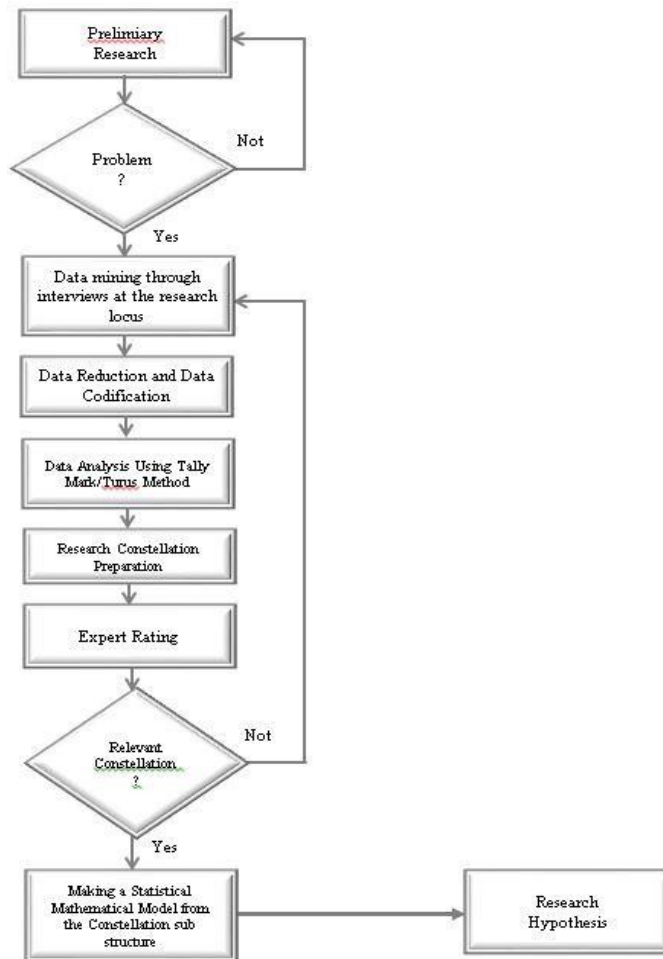 Prelimiary
Research
Not
Problem
?
Yes
Data mining through
interviews at the research
locus
Data Reduction and Data
Codification
Data Analysis Using Tally
Mark/Turus Method
Research Constellation
Preparation
Expert Rating
Not
Relevant
Constellation
?
Yes
Making a Statistical
Mathematical Model from
the Constellation sub
structure
Research
Hypothesis